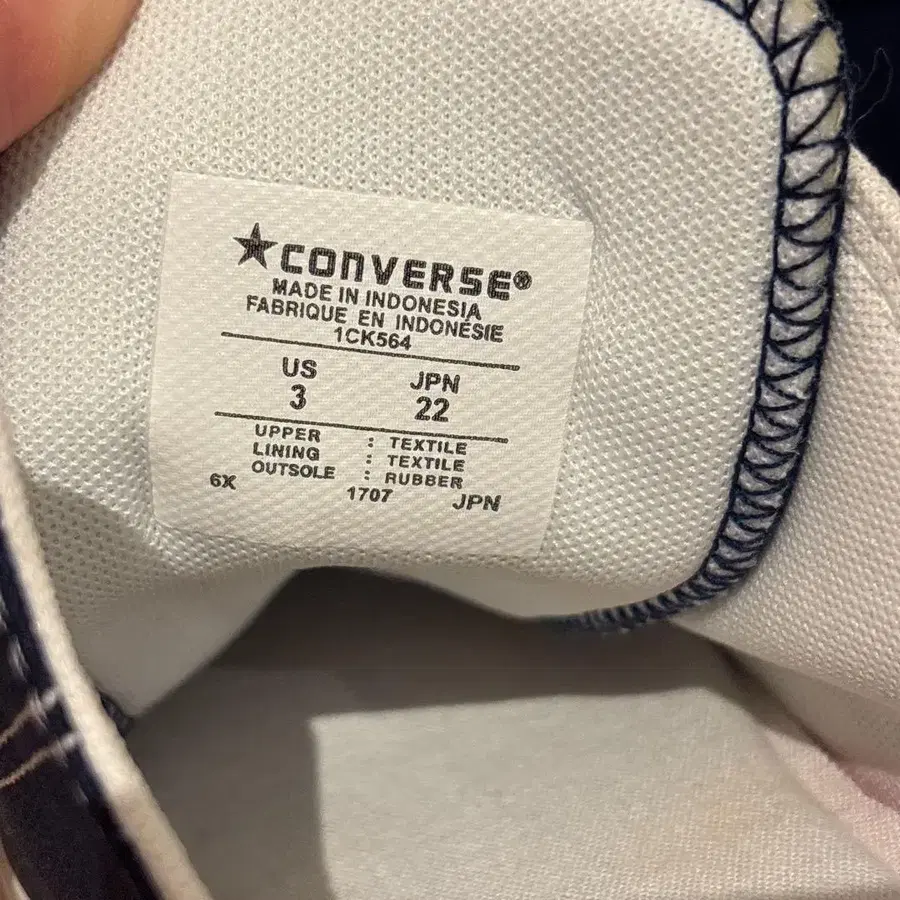 ★CONVERSE®
MADE IN INDONESIA
FABRIQUE EN INDONÉSIE
1CK564
US JPN
3 22
UPPER : TEXTILE
LINING : TEXTILE
OUTSOLE : RUBBER
6X 1707 JPN